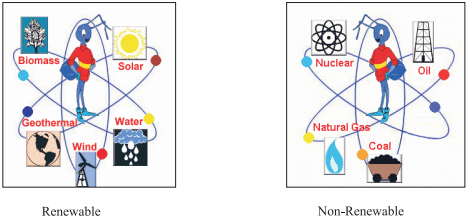 Biomass
Solar
Geothermal
Water
Wind
Renewable
Nuclear
Oil
Natural Gas
Coal
Non-Renewable